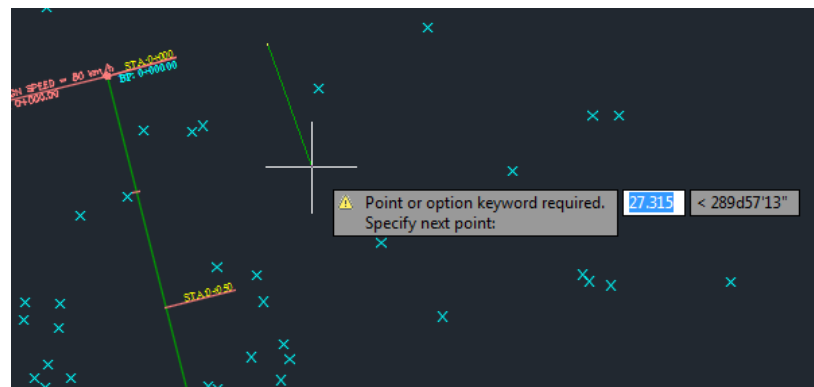 STA:0+000
BP: 0+000.00
GN SPEED = 80 km/h
0+000.00
Point or option keyword required.
Specify next point:
27.315
< 289d57'13"
STA:0+050